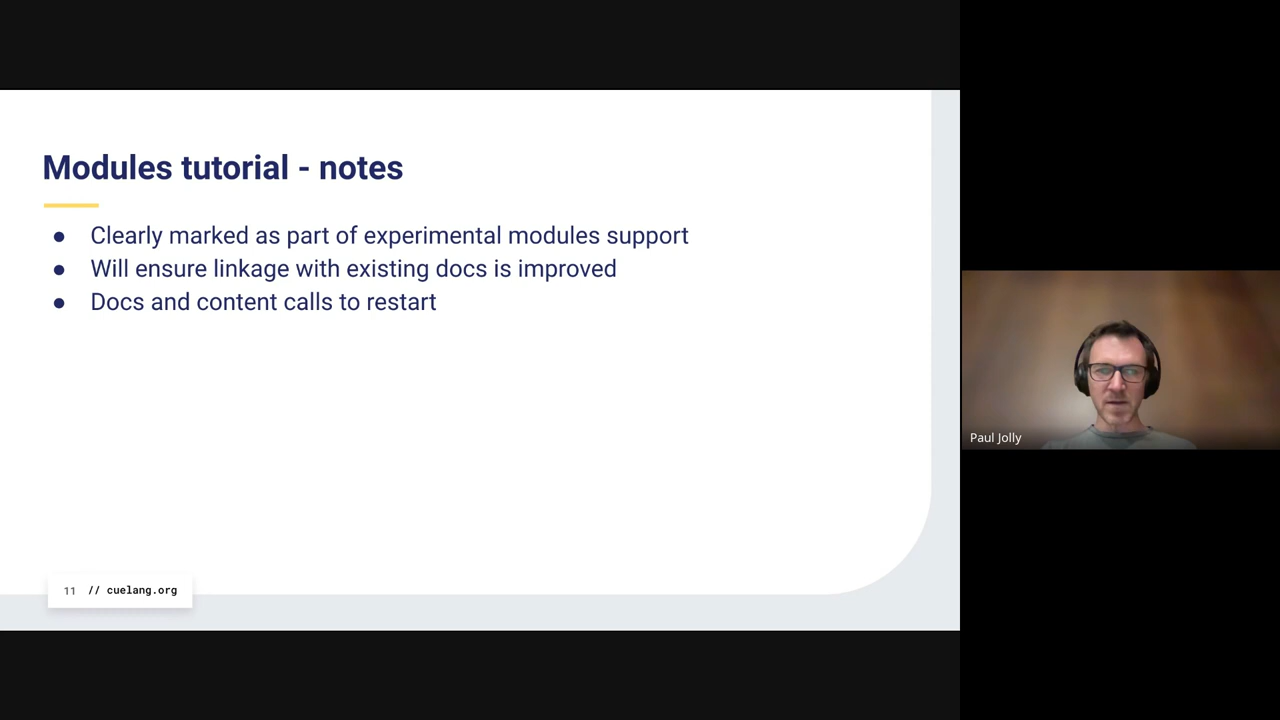 Modules tutorial - notes
● Clearly marked as part of experimental modules support
● Will ensure linkage with existing docs is improved
● Docs and content calls to restart
11 // cuelang.org
Paul Jolly